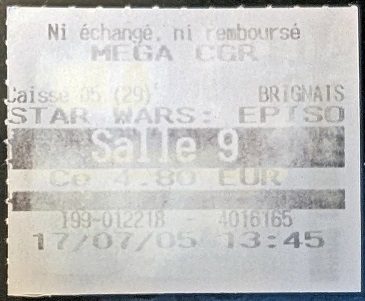 Ni échangé, ni remboursé
MEGA CGR
Caisse 05 (29) BRIGNAIS
STAR WARS: EPISO
Salle 9
Ce 4.80 EUR
199-012218 - 4016165
17/07/05 13:45